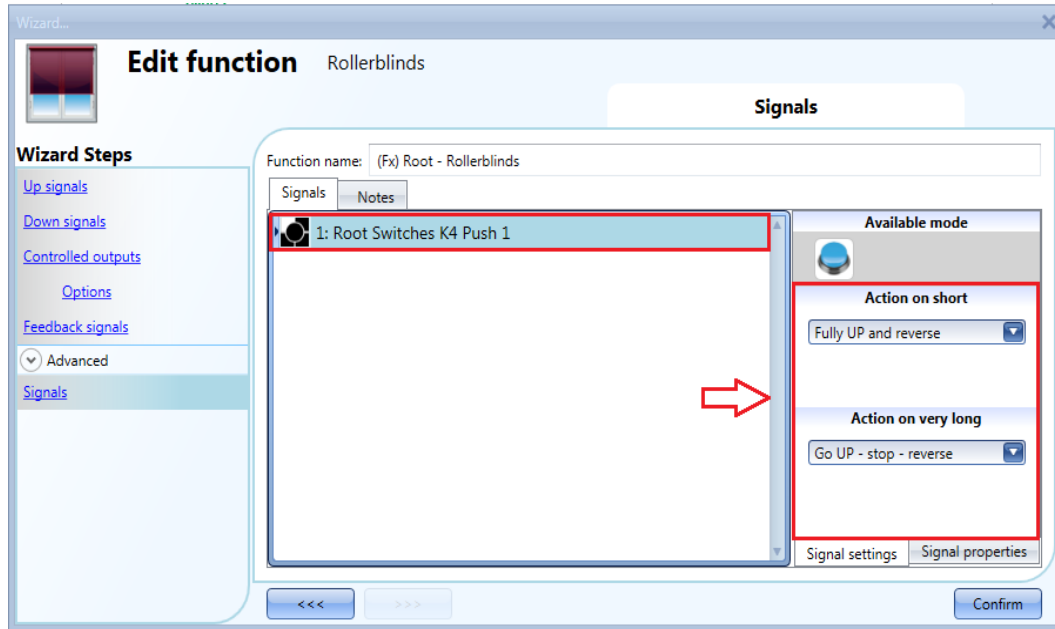 Wizard...
Edit function Rollerblinds
Signals
Wizard Steps
Up signals
Down signals
Controlled outputs
Options
Feedback signals
Advanced
Signals
Function name: (Fx) Root - Rollerblinds
Signals Notes
1: Root Switches K4 Push 1
Available mode
Action on short
Fully UP and reverse
Action on very long
Go UP - stop - reverse
Signal settings Signal properties
<<< >>> Confirm